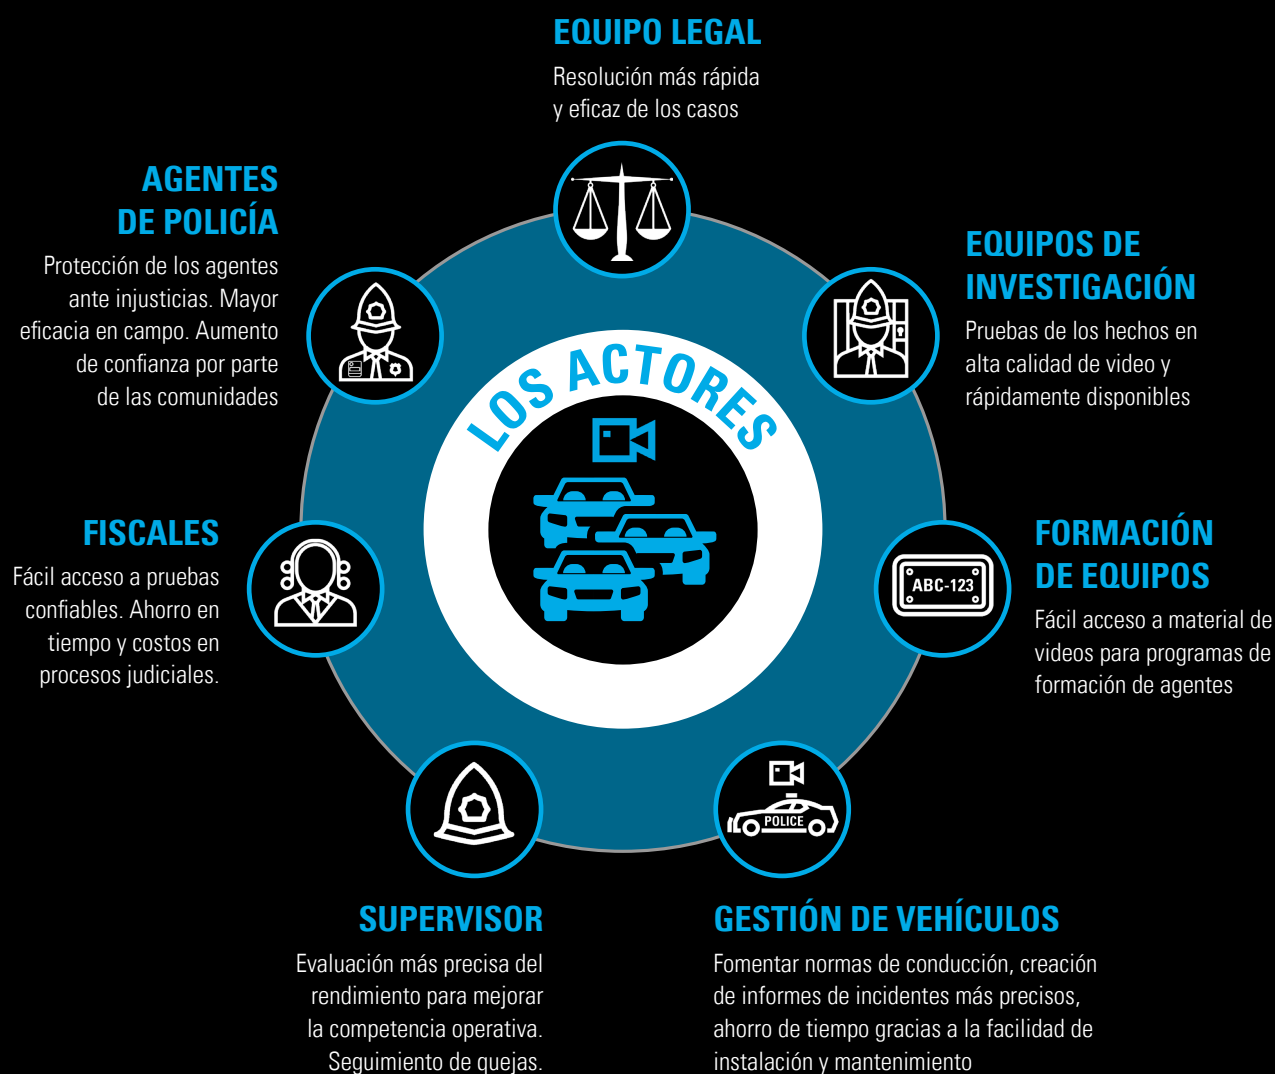 EQUIPO LEGAL
Resolución más rápida
y eficaz de los casos
AGENTES
DE POLICÍA
Protección de los agentes
ante injusticias. Mayor
eficacia en campo. Aumento
de confianza por parte
de las comunidades
EQUIPOS DE
INVESTIGACIÓN
Pruebas de los hechos en
alta calidad de video y
rápidamente disponibles
LOS ACTORES
FISCALES
Fácil acceso a pruebas
confiables. Ahorro en
tiempo y costos en
procesos judiciales.
ABC-123
FORMACIÓN
DE EQUIPOS
Fácil acceso a material de
videos para programas de
formación de agentes
POLICE
SUPERVISOR
Evaluación más precisa del
rendimiento para mejorar
la competencia operativa.
Seguimiento de quejas.
GESTIÓN DE VEHÍCULOS
Fomentar normas de conducción, creación
de informes de incidentes más precisos,
ahorro de tiempo gracias a la facilidad de
instalación y mantenimiento